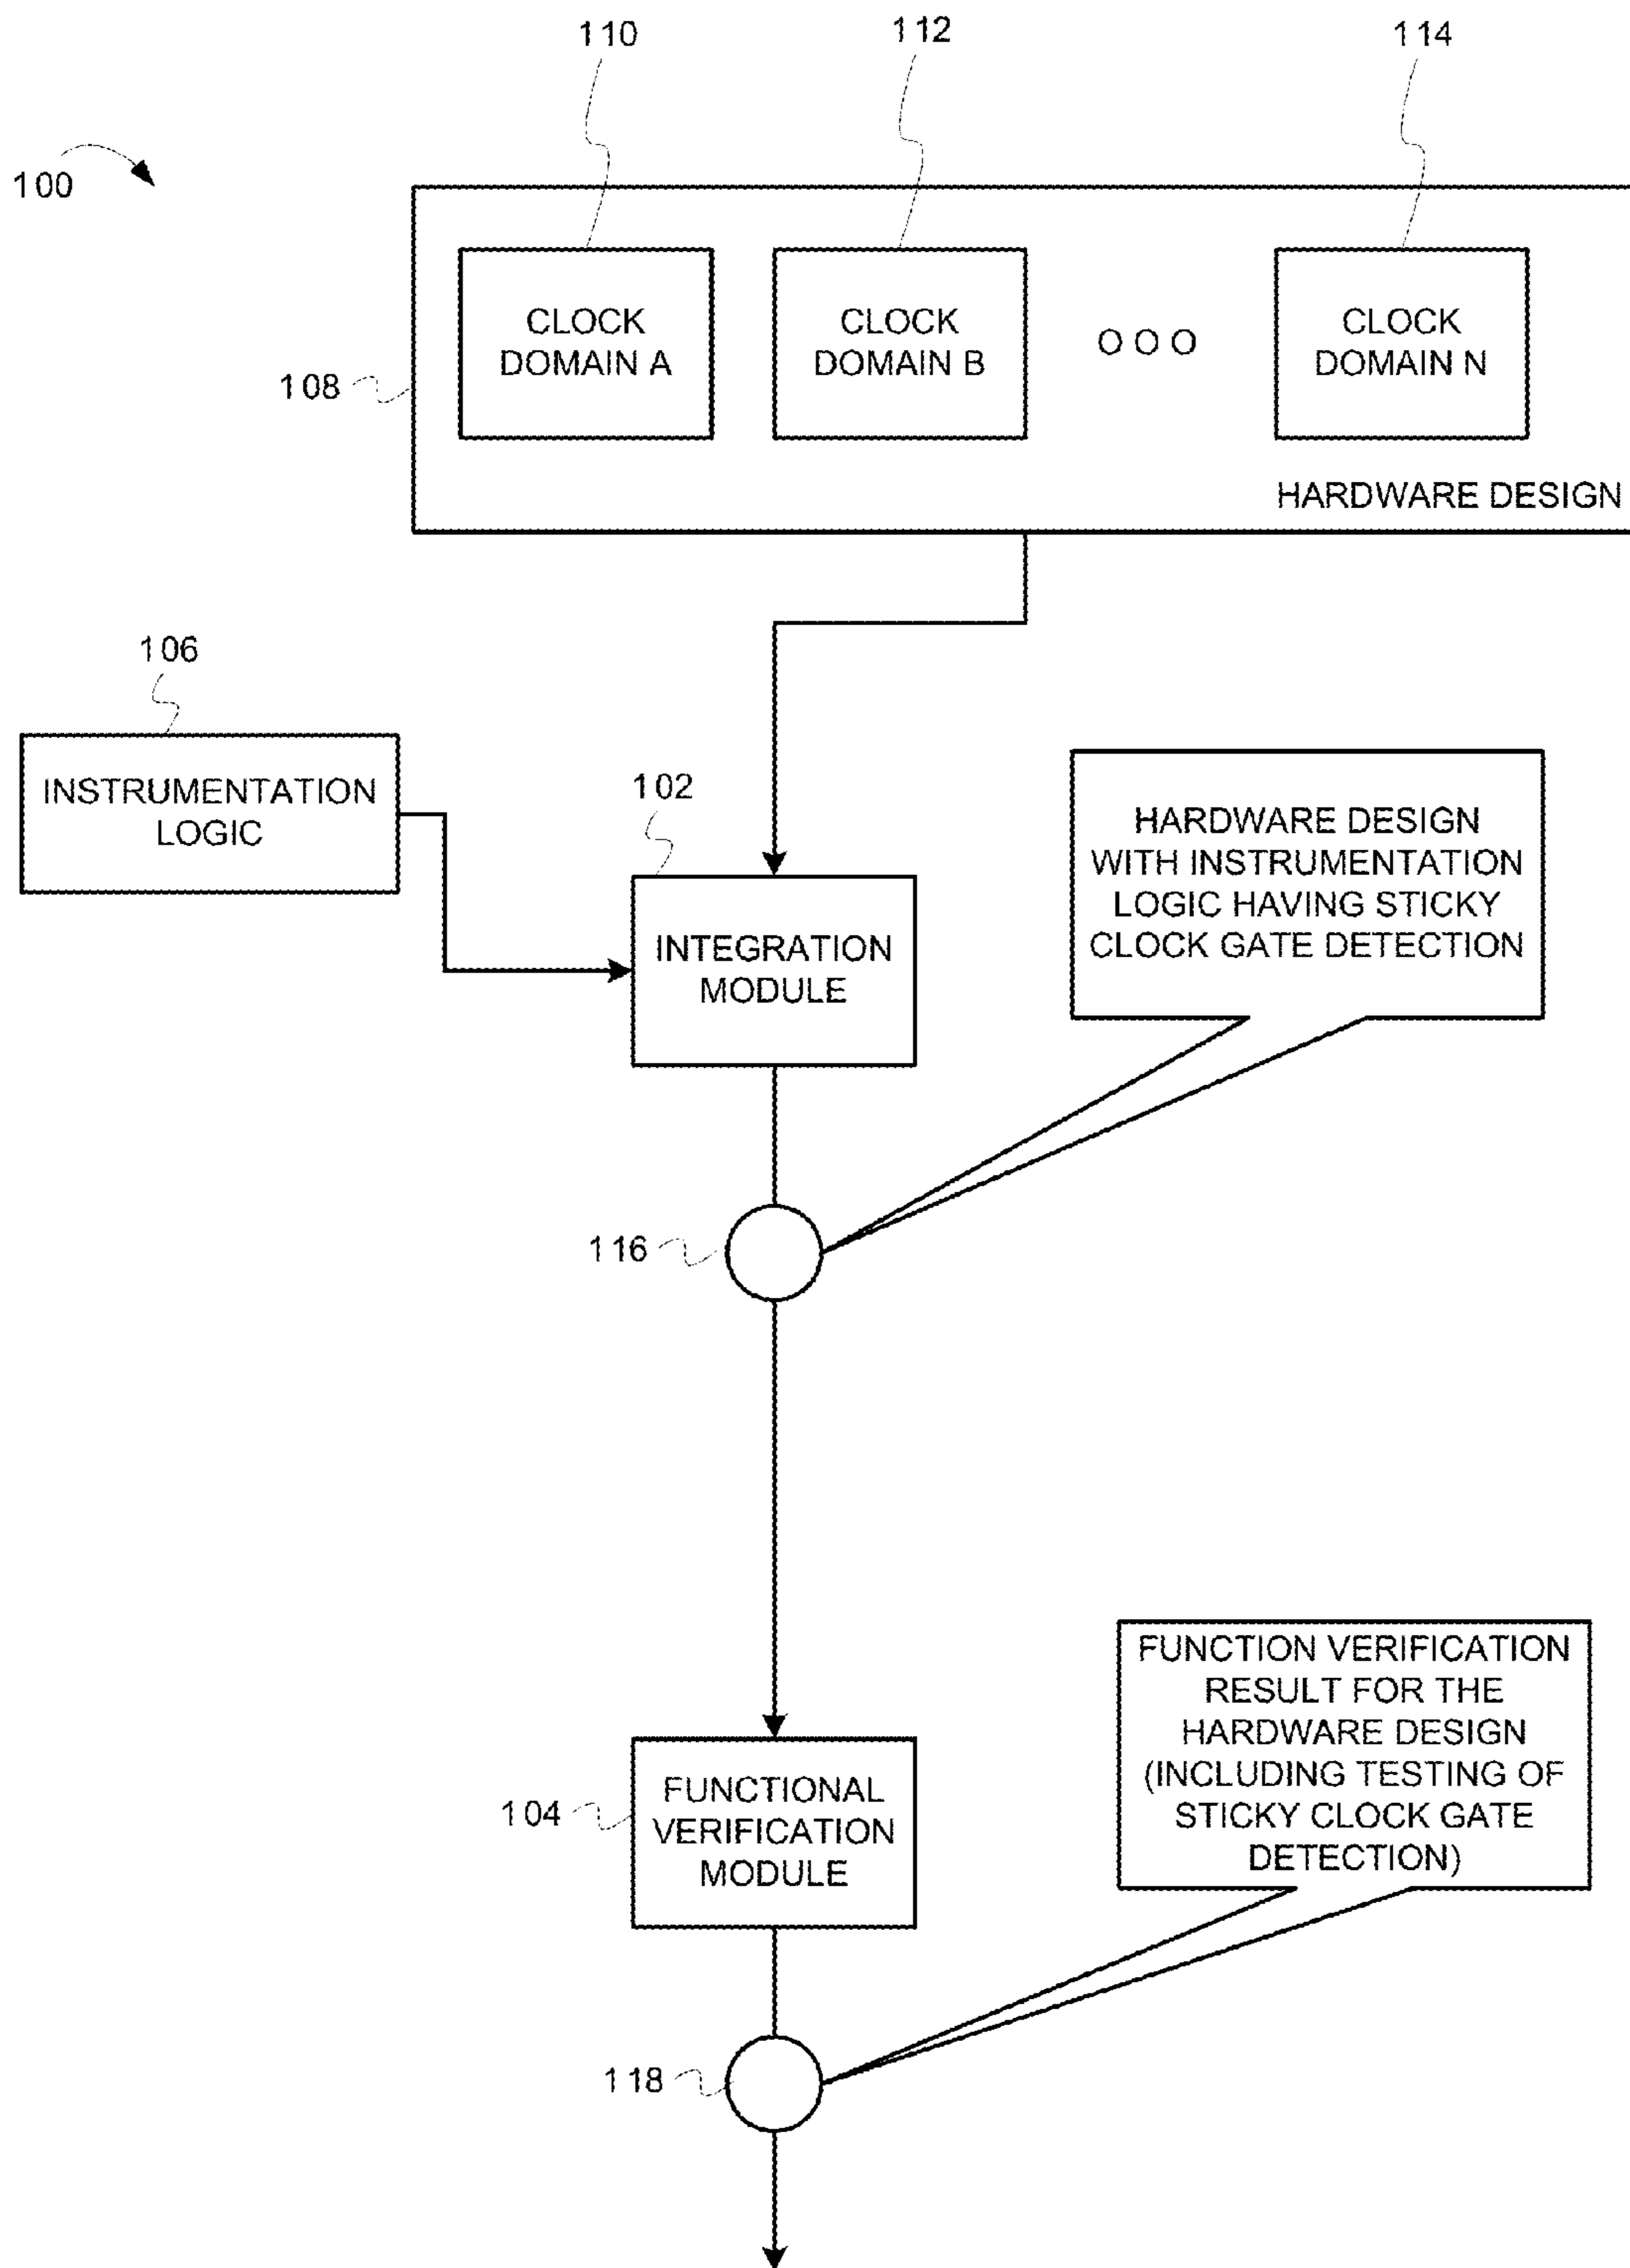 110
112
114
100
CLOCK
DOMAIN A
CLOCK
DOMAIN B
OOO
CLOCK
DOMAIN N
108
HARDWARE DESIGN
106
INSTRUMENTATION
LOGIC
102
INTEGRATION
MODULE
HARDWARE DESIGN
WITH INSTRUMENTATION
LOGIC HAVING STICKY
CLOCK GATE DETECTION
116
FUNCTION VERIFICATION
RESULT FOR THE
HARDWARE DESIGN
(INCLUDING TESTING OF
STICKY CLOCK GATE
DETECTION)
104
FUNCTIONAL
VERIFICATION
MODULE
118